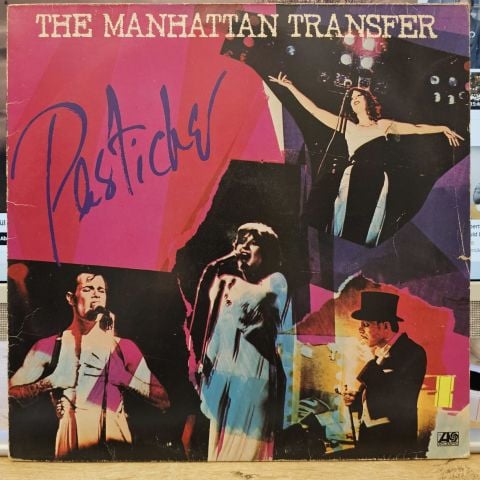 THE MANHATTAN TRANSFER
Pastiche